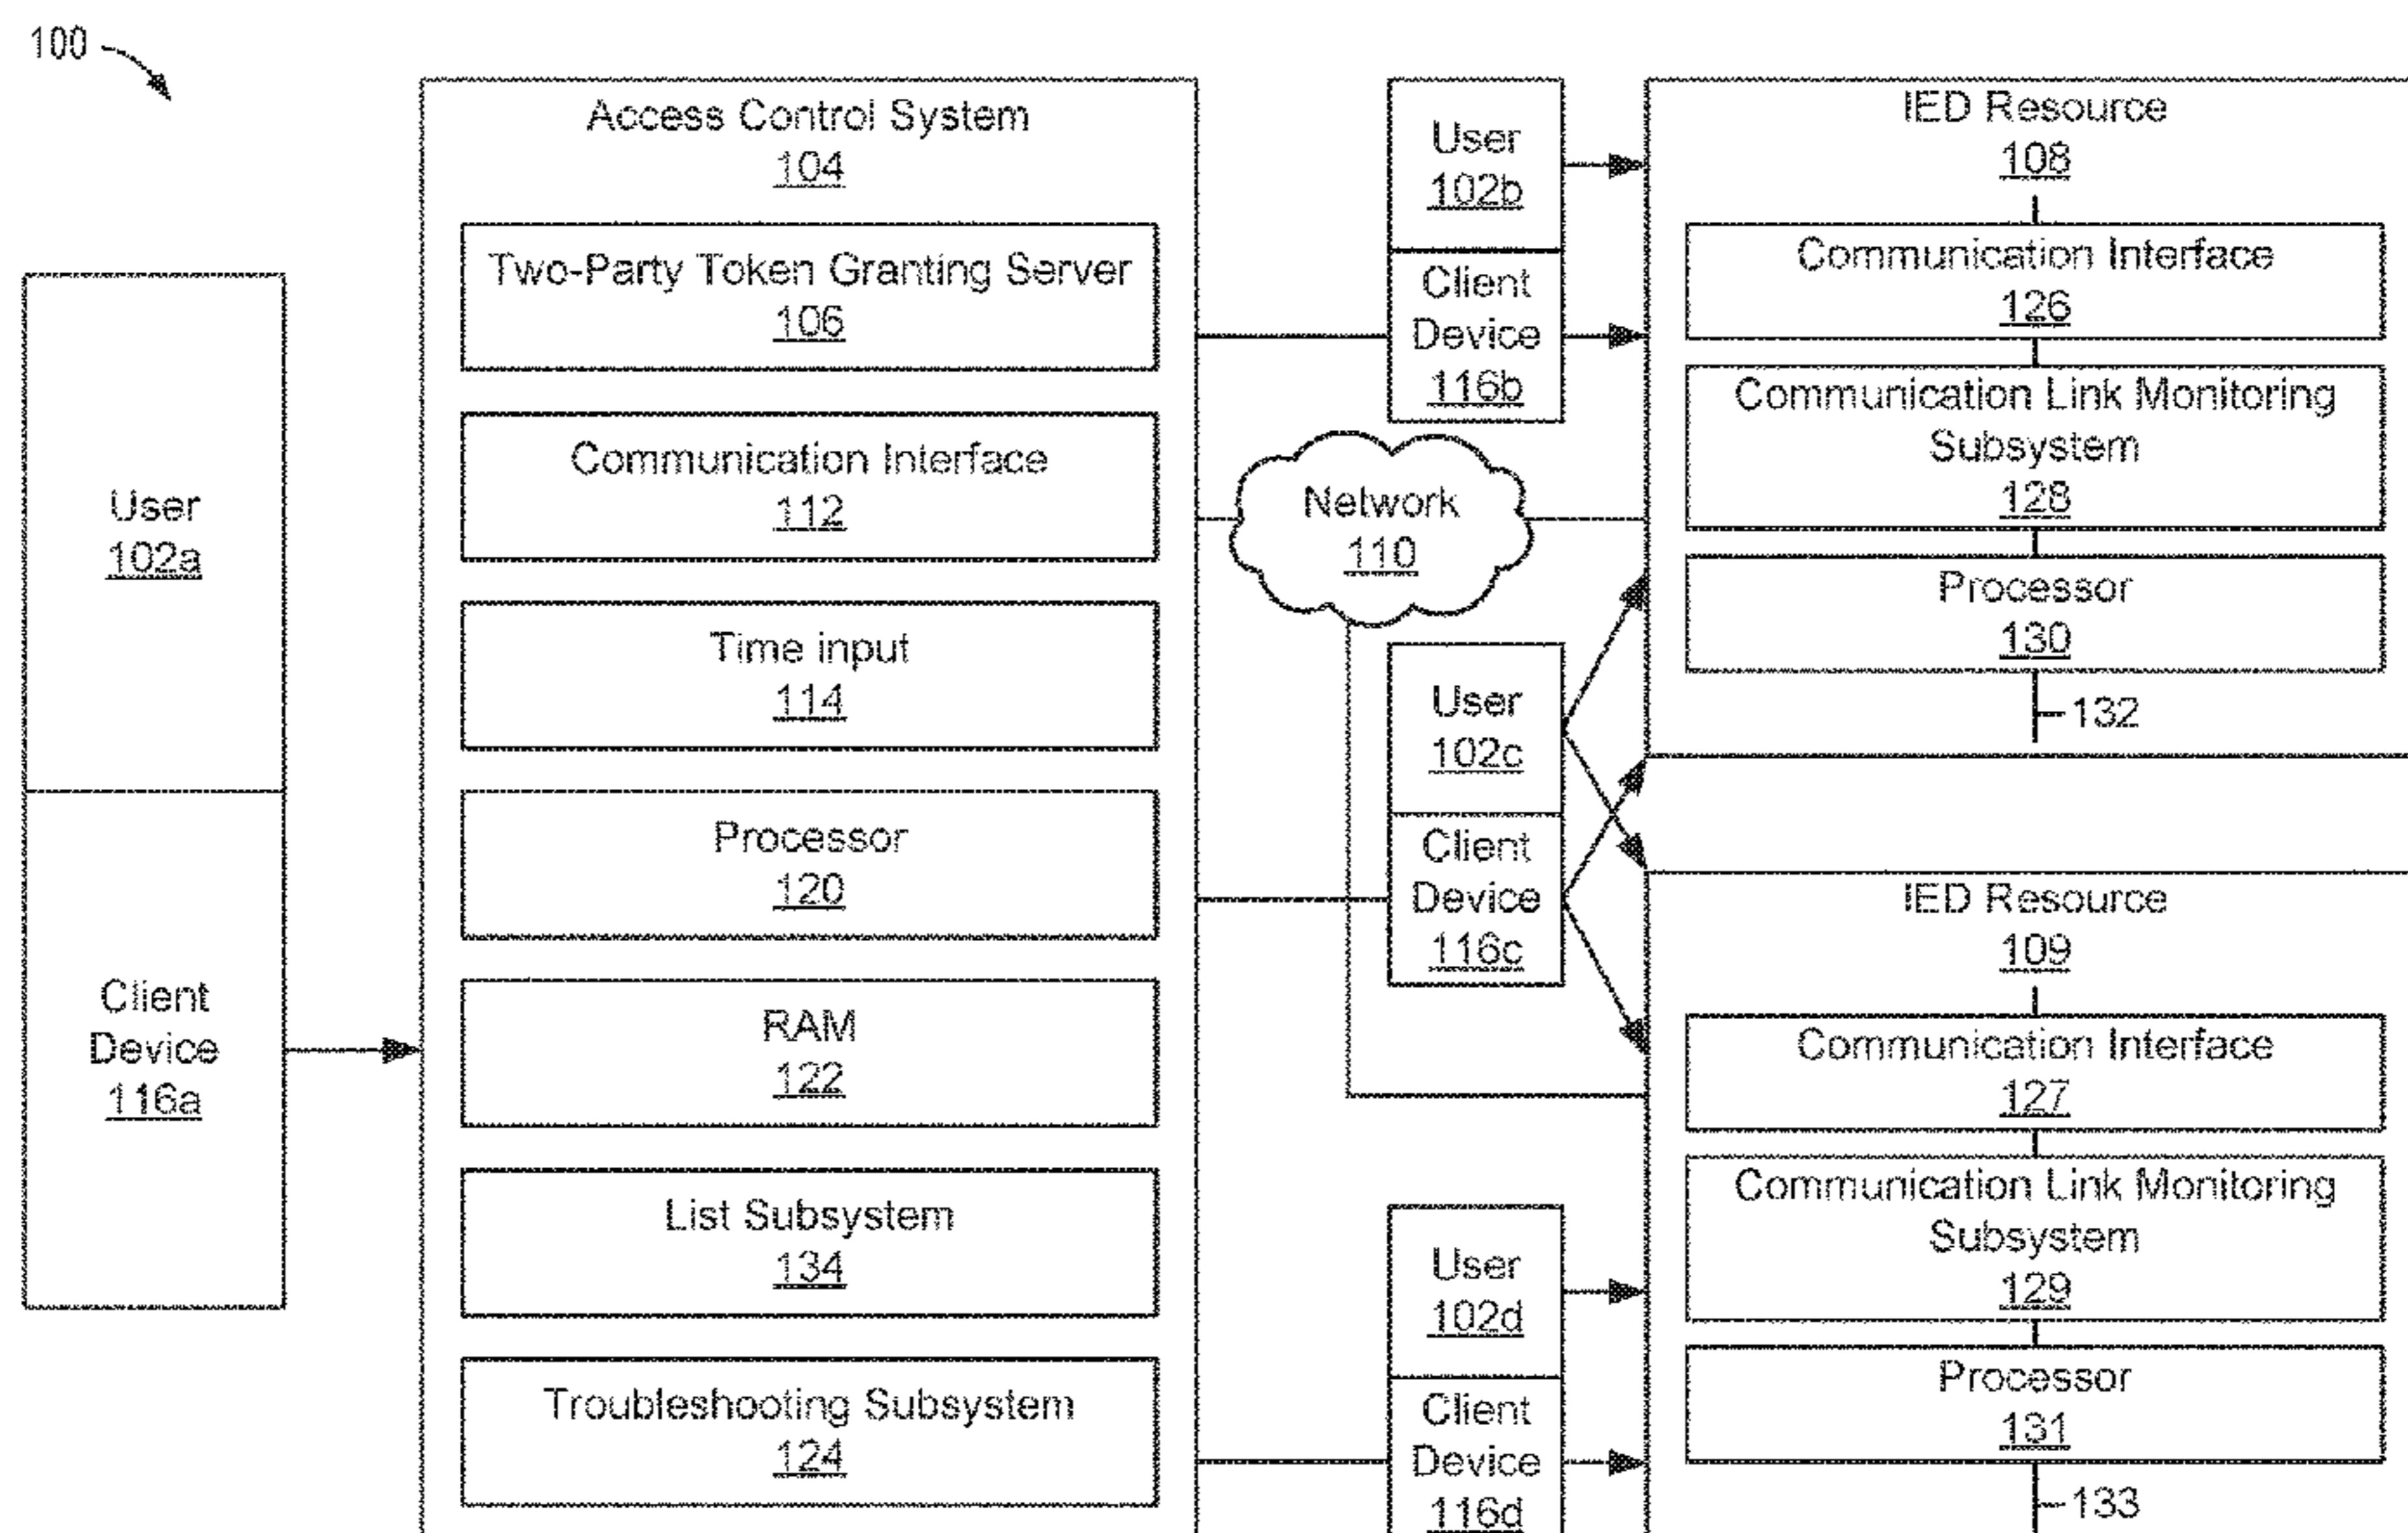 100
User
102a
Client
Device
116a
Access Control System
104
Two-Party Token Granting Server
106
Communication Interface
112
Time input
114
Processor
120
RAM
122
List Subsystem
134
Troubleshooting Subsystem
124
User
102b
Client
Device
116b
Network
110
User
102c
Client
Device
116c
User
102d
Client
Device
116d
IED Resource
108
Communication Interface
126
Communication Link Monitoring
Subsystem
128
Processor
130
132
IED Resource
109
Communication Interface
127
Communication Link Monitoring
Subsystem
129
Processor
131
133